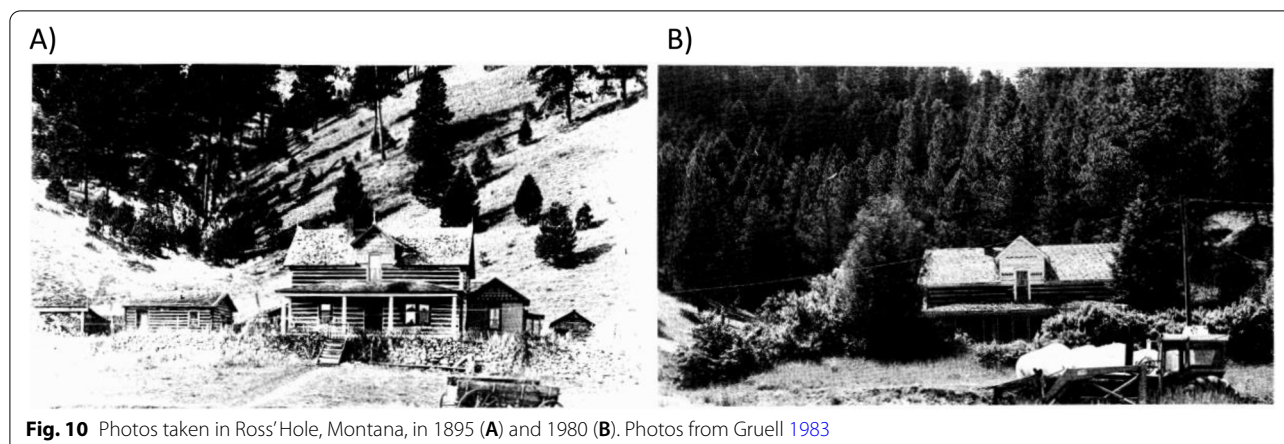 A)
B)
Fig. 10 Photos taken in Ross’ Hole, Montana, in 1895 (A) and 1980 (B). Photos from Gruell 1983